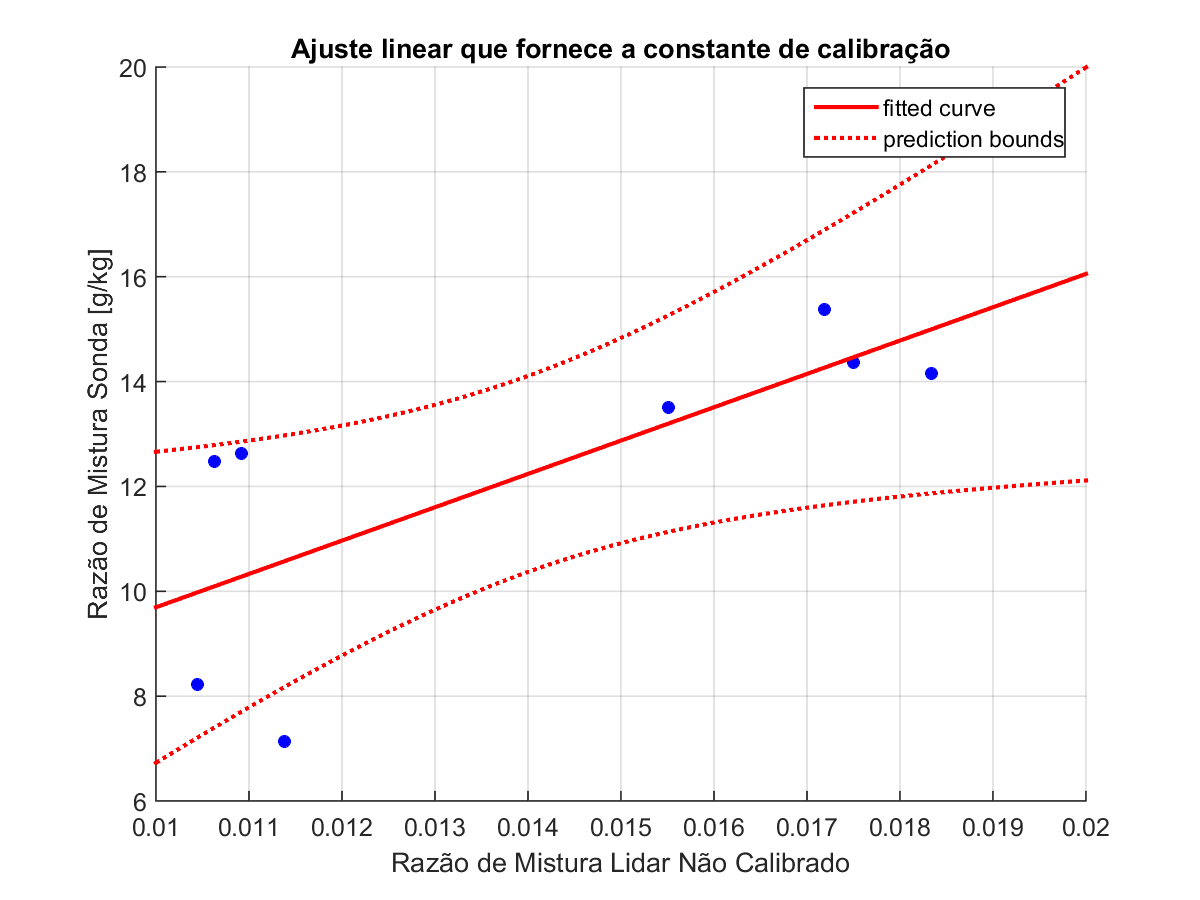 Ajuste linear que fornece a constante de calibração
20
18
16
14
12
10
8
6
Razão de Mistura Sonda [g/kg]
fitted curve
prediction bounds
0.01 0.011 0.012 0.013 0.014 0.015 0.016 0.017 0.018 0.019 0.02
Razão de Mistura Lidar Não Calibrado